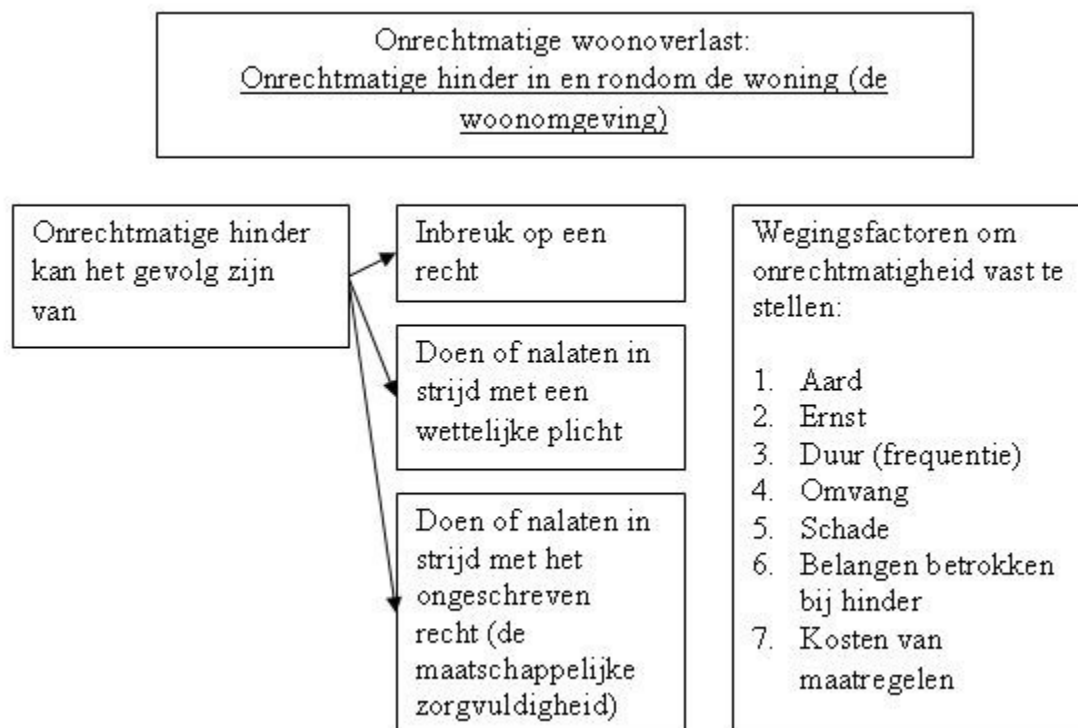 Onrechtmatige woonoverlast:
Onrechtmatige hinder in en rondom de woning (de
woonomgeving)
Onrechtmatige hinder
kan het gevolg zijn
van
Inbreuk op een
recht
Doen of nalaten in
strijd met een
wettelijke plicht
Doen of nalaten in
strijd met het
ongeschreven
recht (de
maatschappelijke
zorgvuldigheid)
Wegingsfactoren om
onrechtmatigheid vast te
stellen:
1. Aard
2. Ernst
3. Duur (frequentie)
4. Omvang
5. Schade
6. Belangen betrokken
bij hinder
7. Kosten van
maatregelen